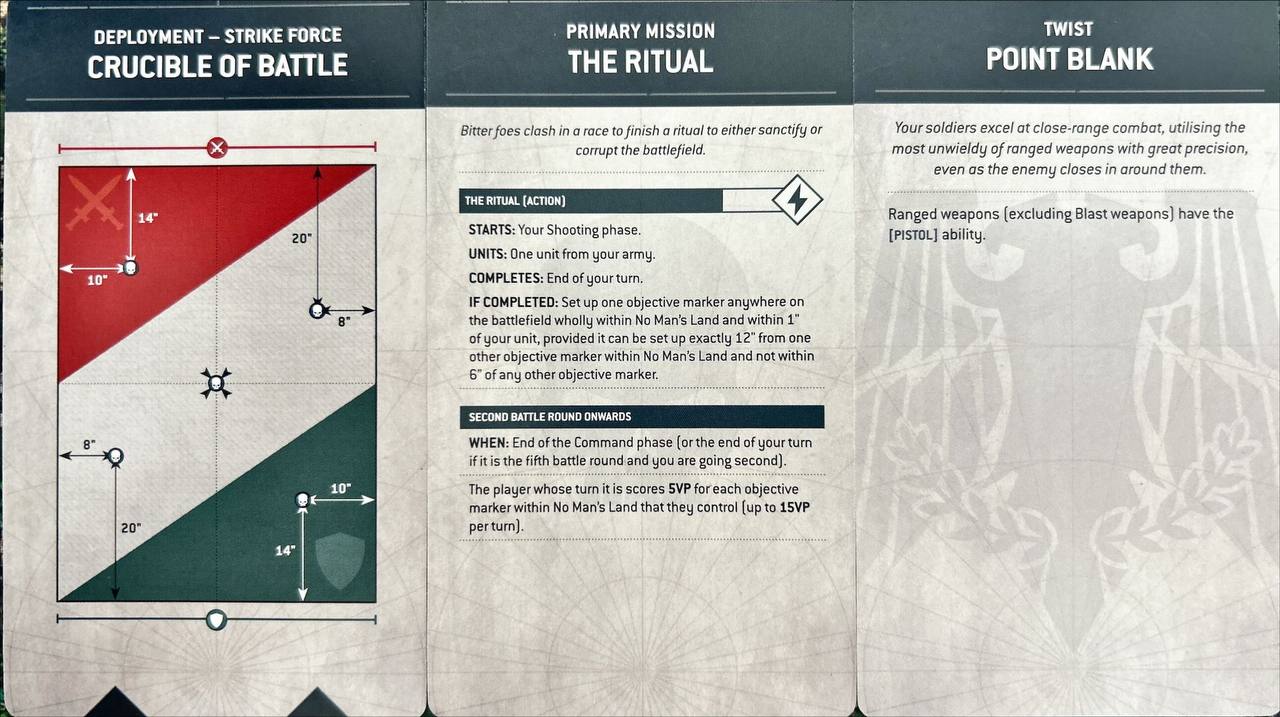 DEPLOYMENT – STRIKE FORCE
CRUCIBLE OF BATTLE
14"
10"
20"
8"
8"
20"
10"
14"
PRIMARY MISSION
THE RITUAL
Bitter foes clash in a race to finish a ritual to either sanctify or
corrupt the battlefield.
THE RITUAL (ACTION)
STARTS: Your Shooting phase.
UNITS: One unit from your army.
COMPLETES: End of your turn.
IF COMPLETED: Set up one objective marker anywhere on
the battlefield wholly within No Man's Land and within 1"
of your unit, provided it can be set up exactly 12" from one
other objective marker within No Man's Land and not within
6" of any other objective marker.
SECOND BATTLE ROUND ONWARDS
WHEN: End of the Command phase (or the end of your turn
if it is the fifth battle round and you are going second).
The player whose turn it is scores 5VP for each objective
marker within No Man's Land that they control (up to 15VP
per turn).
TWIST
POINT BLANK
Your soldiers excel at close-range combat, utilising the
most unwieldy of ranged weapons with great precision,
even as the enemy closes in around them.
Ranged weapons (excluding Blast weapons) have the
[PISTOL] ability.